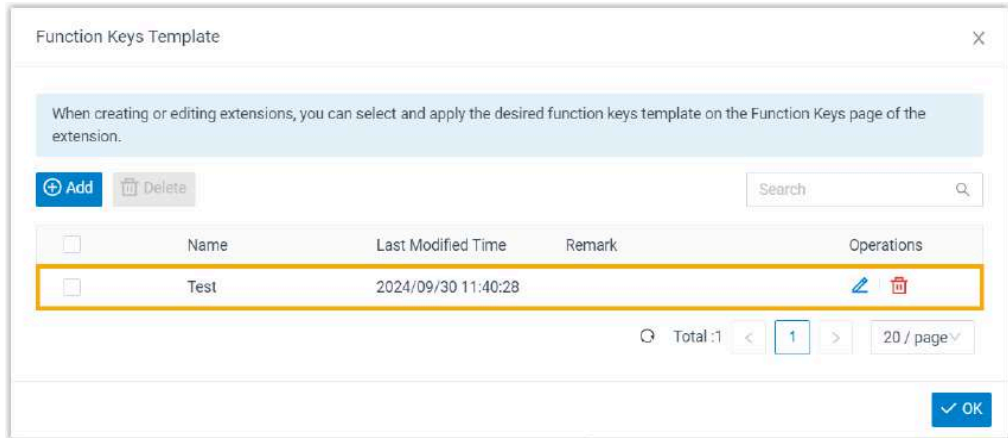 Function Keys Template
When creating or editing extensions, you can select and apply the desired function keys template on the Function Keys page of the
extension.
Add Delete Search
Name Last Modified Time Remark Operations
Test 2024/09/30 11:40:28
Total :1 < 1 > 20 / page
OK